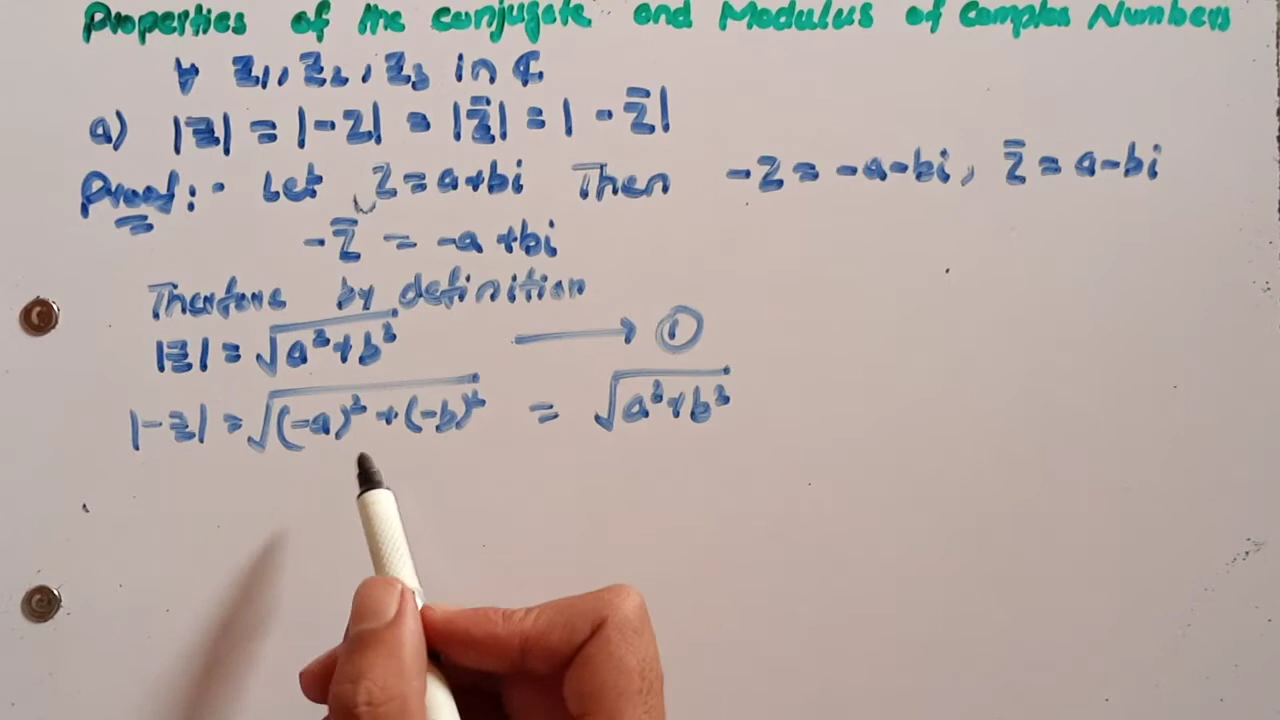 Properties of the conjugate and Modulus of Complex Numbers
∀ z₁, z₂, z₃ in ℂ
a) |z| = |-z| = |z̄| = |-z̄|
Proof:- Let z = a+bi Then -z = -a-bi, z̄ = a-bi
-z̄ = -a+bi
Therefore by definition
|z| = √(a²+b²) ⟶ ①
|-z| = √((-a)²+(-b)²) = √(a²+b²)